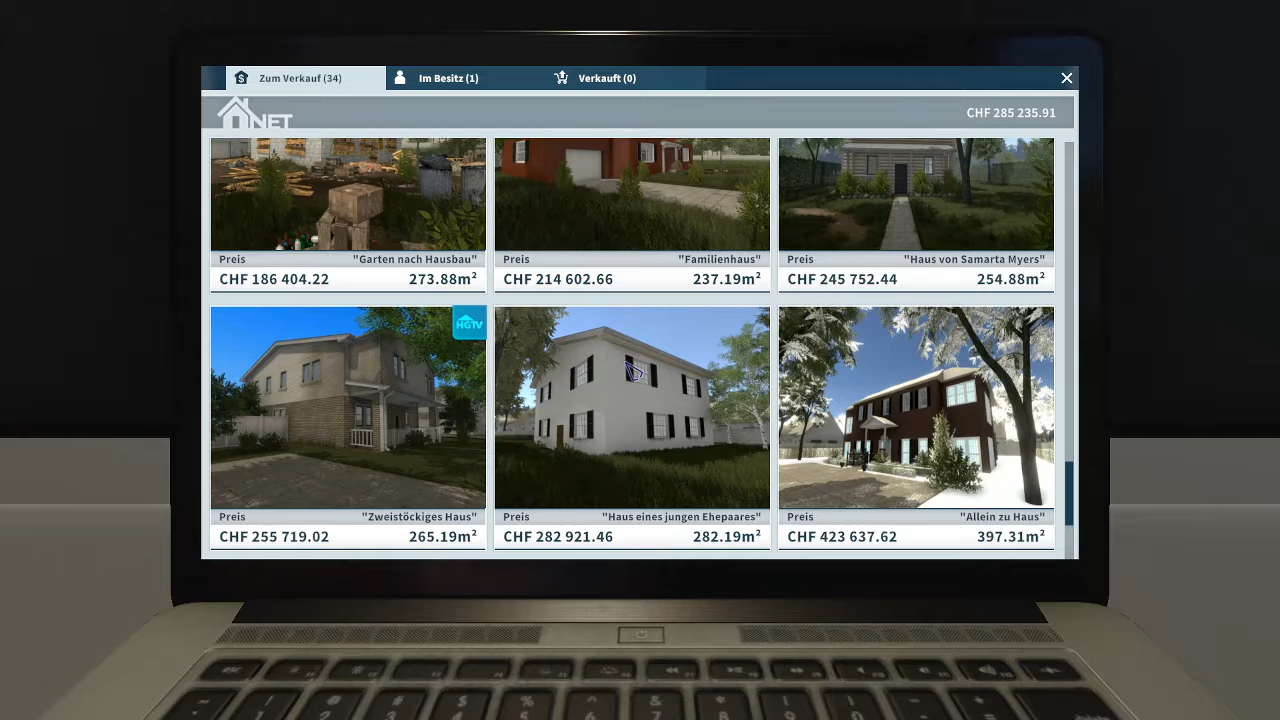 Zum Verkauf (34)
Im Besitz (1)
Verkauft (0)
NET
CHF 285 235.91
Preis "Garten nach Hausbau"
CHF 186 404.22 273.88m²
Preis "Familienhaus"
CHF 214 602.66 237.19m²
Preis "Haus von Samarta Myers"
CHF 245 752.44 254.88m²
HGTV
Preis "Zweistöckiges Haus"
CHF 255 719.02 265.19m²
Preis "Haus eines jungen Ehepaares"
CHF 282 921.46 282.19m²
Preis "Allein zu Haus"
CHF 423 637.62 397.31m²